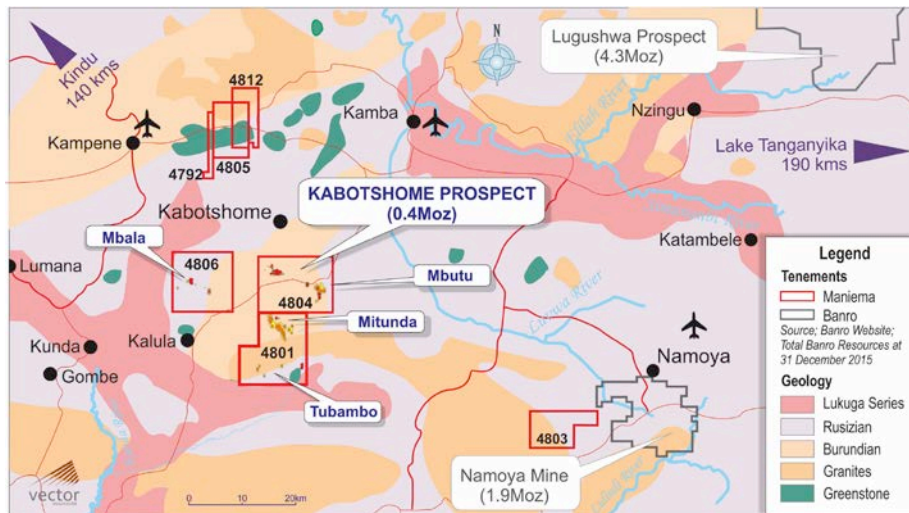 Kindu
140 kms
4812
Kampene
4792
4805
Kamba
N
Lugushwa Prospect
(4.3Moz)
Nzingu
Lake Tanganyika
190 kms
Kabotshome
KABOTSHOME PROSPECT
(0.4Moz)
Mbala
4806
Lumana
4804
Mbutu
Mitunda
Katambele
Kalula
4801
Kunda
Gombe
Tubambo
Namoya
4803
Namoya Mine
(1.9Moz)
vector
0
10
20km
Legend
Tenements
Maniema
Banro
Source; Banro Website;
Total Banro Resources at
31 December 2015
Geology
Lukuga Series
Rusizian
Burundian
Granites
Greenstone